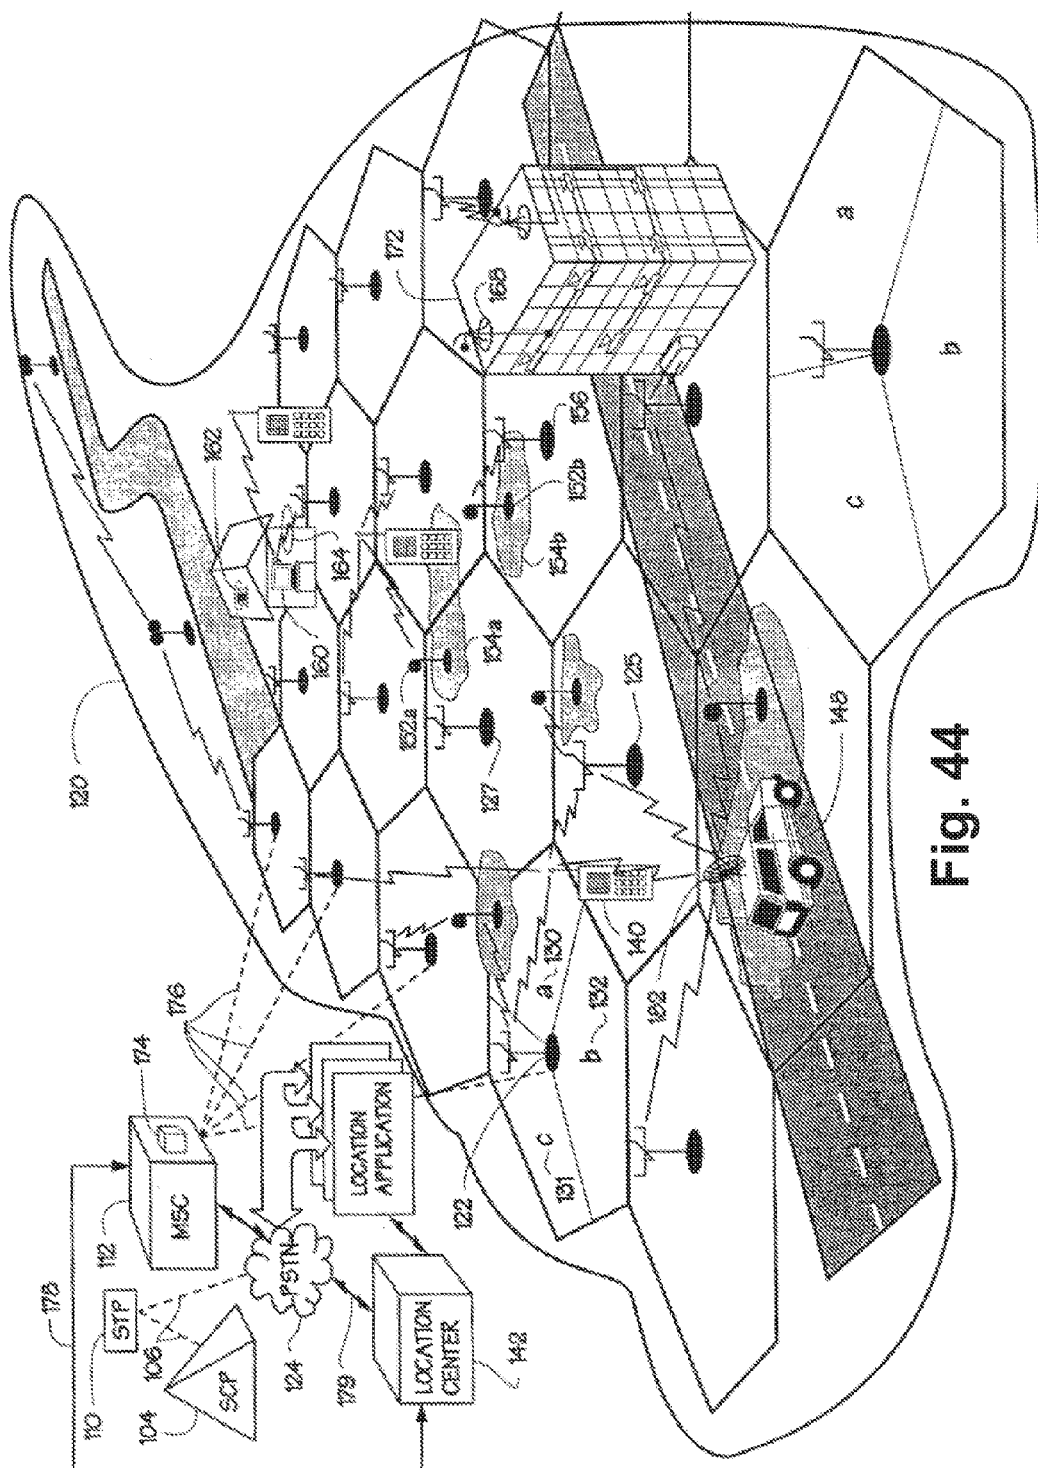 178
110
STP
106
104
SCP
112
MSC
174
176
124
PSTN
179
LOCATION
APPLICATION
LOCATION
CENTER
142
120
162
160
164
172
168
122
c
131
a
130
b
132
140
182
152a
154a
127
125
154b
152b
156
148
a
b
c
Fig. 44